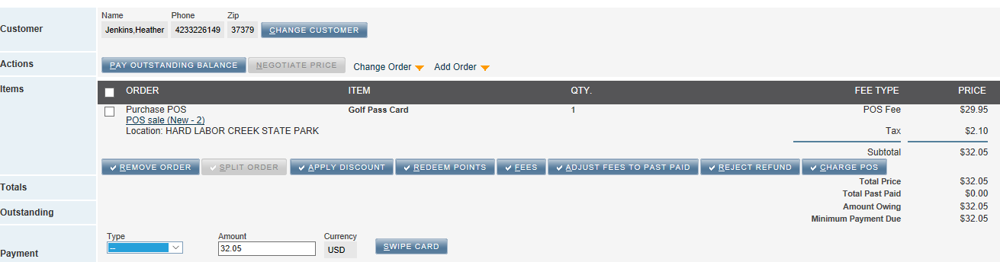 Name Phone Zip
Customer Jenkins,Heather 4233226149 37379 CHANGE CUSTOMER
Actions PAY OUTSTANDING BALANCE NEGOTIATE PRICE Change Order Add Order
Items ORDER ITEM QTY. FEE TYPE PRICE
Purchase POS Golf Pass Card 1 POS Fee $29.95
POS sale (New - 2)
Location: HARD LABOR CREEK STATE PARK Tax $2.10
Subtotal $32.05
REMOVE ORDER SPLIT ORDER APPLY DISCOUNT REDEEM POINTS FEES ADJUST FEES TO PAST PAID REJECT REFUND CHARGE POS
Totals Total Price $32.05
Total Past Paid $0.00
Outstanding Amount Owing $32.05
Minimum Payment Due $32.05
Type Amount Currency
Payment -- 32.05 USD SWIPE CARD